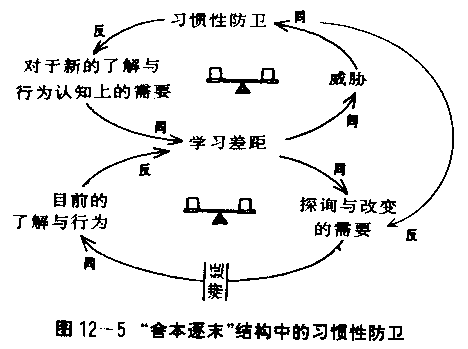 习惯性防卫
同
反
对于新的了解与
行为认知上的需要
威胁
同
同
学习差距
反
同
目前的
了解与行为
探询与改变
的需要
反
同
滞延
图12--5 “舍本逐末”结构中的习惯性防卫